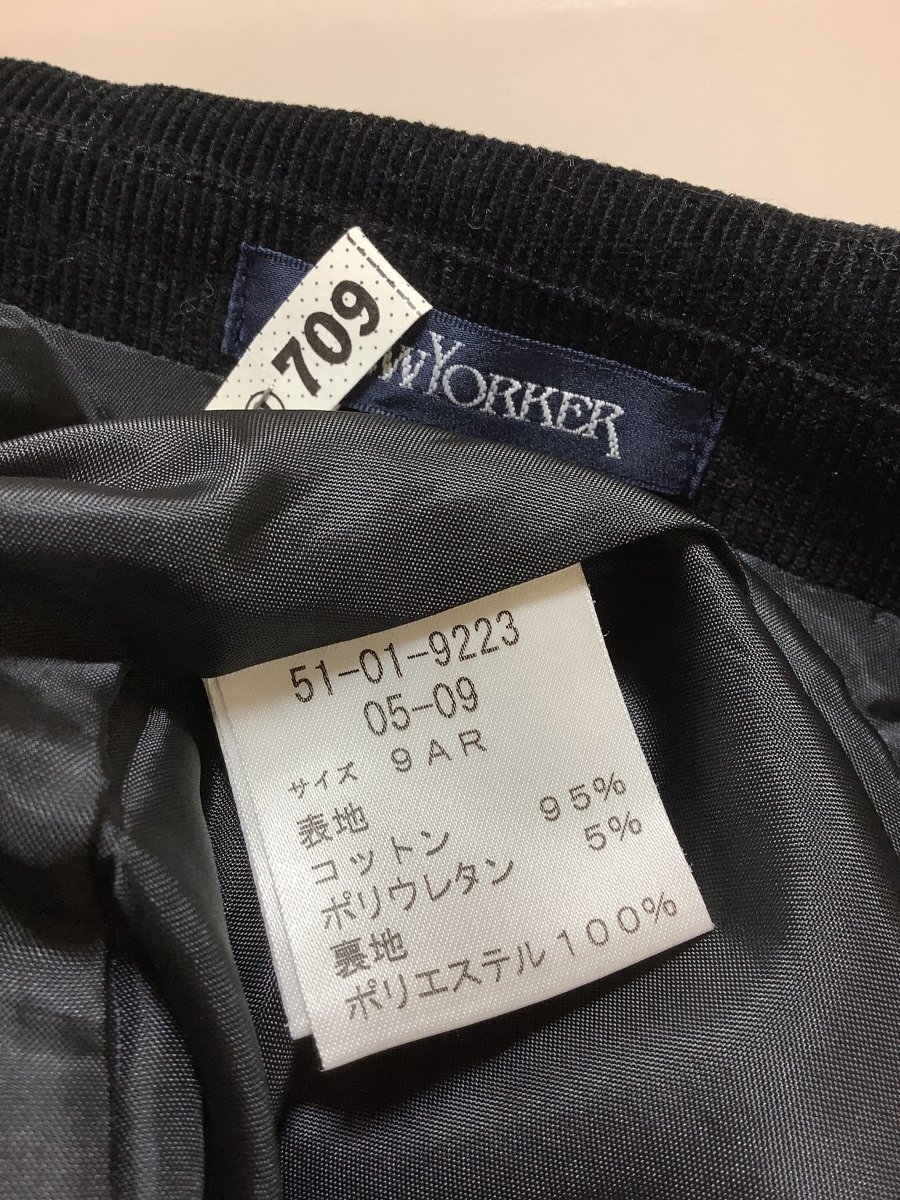 709
YORKER
51-01-9223
05-09
サイズ 9AR
表地
コットン 95%
ポリウレタン 5%
裏地
ポリエステル100%